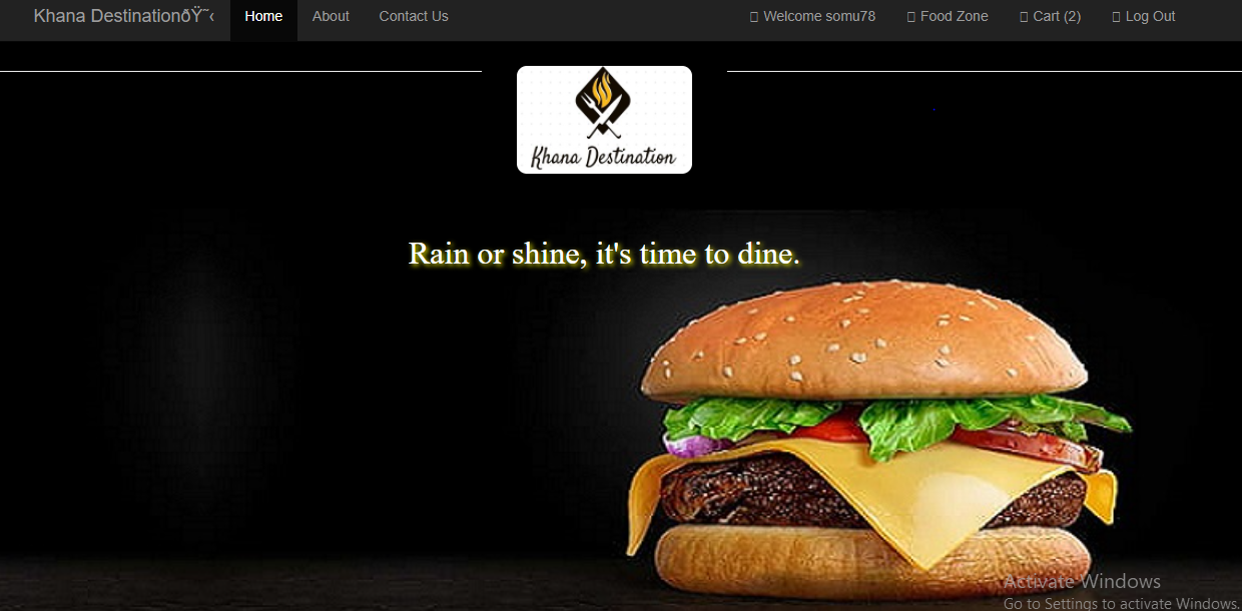 Khana Destinationðÿ˜‹ Home About Contact Us Welcome somu78 Food Zone Cart (2) Log Out
Khana Destination
Rain or shine, it's time to dine.
Activate Windows
Go to Settings to activate Windows.